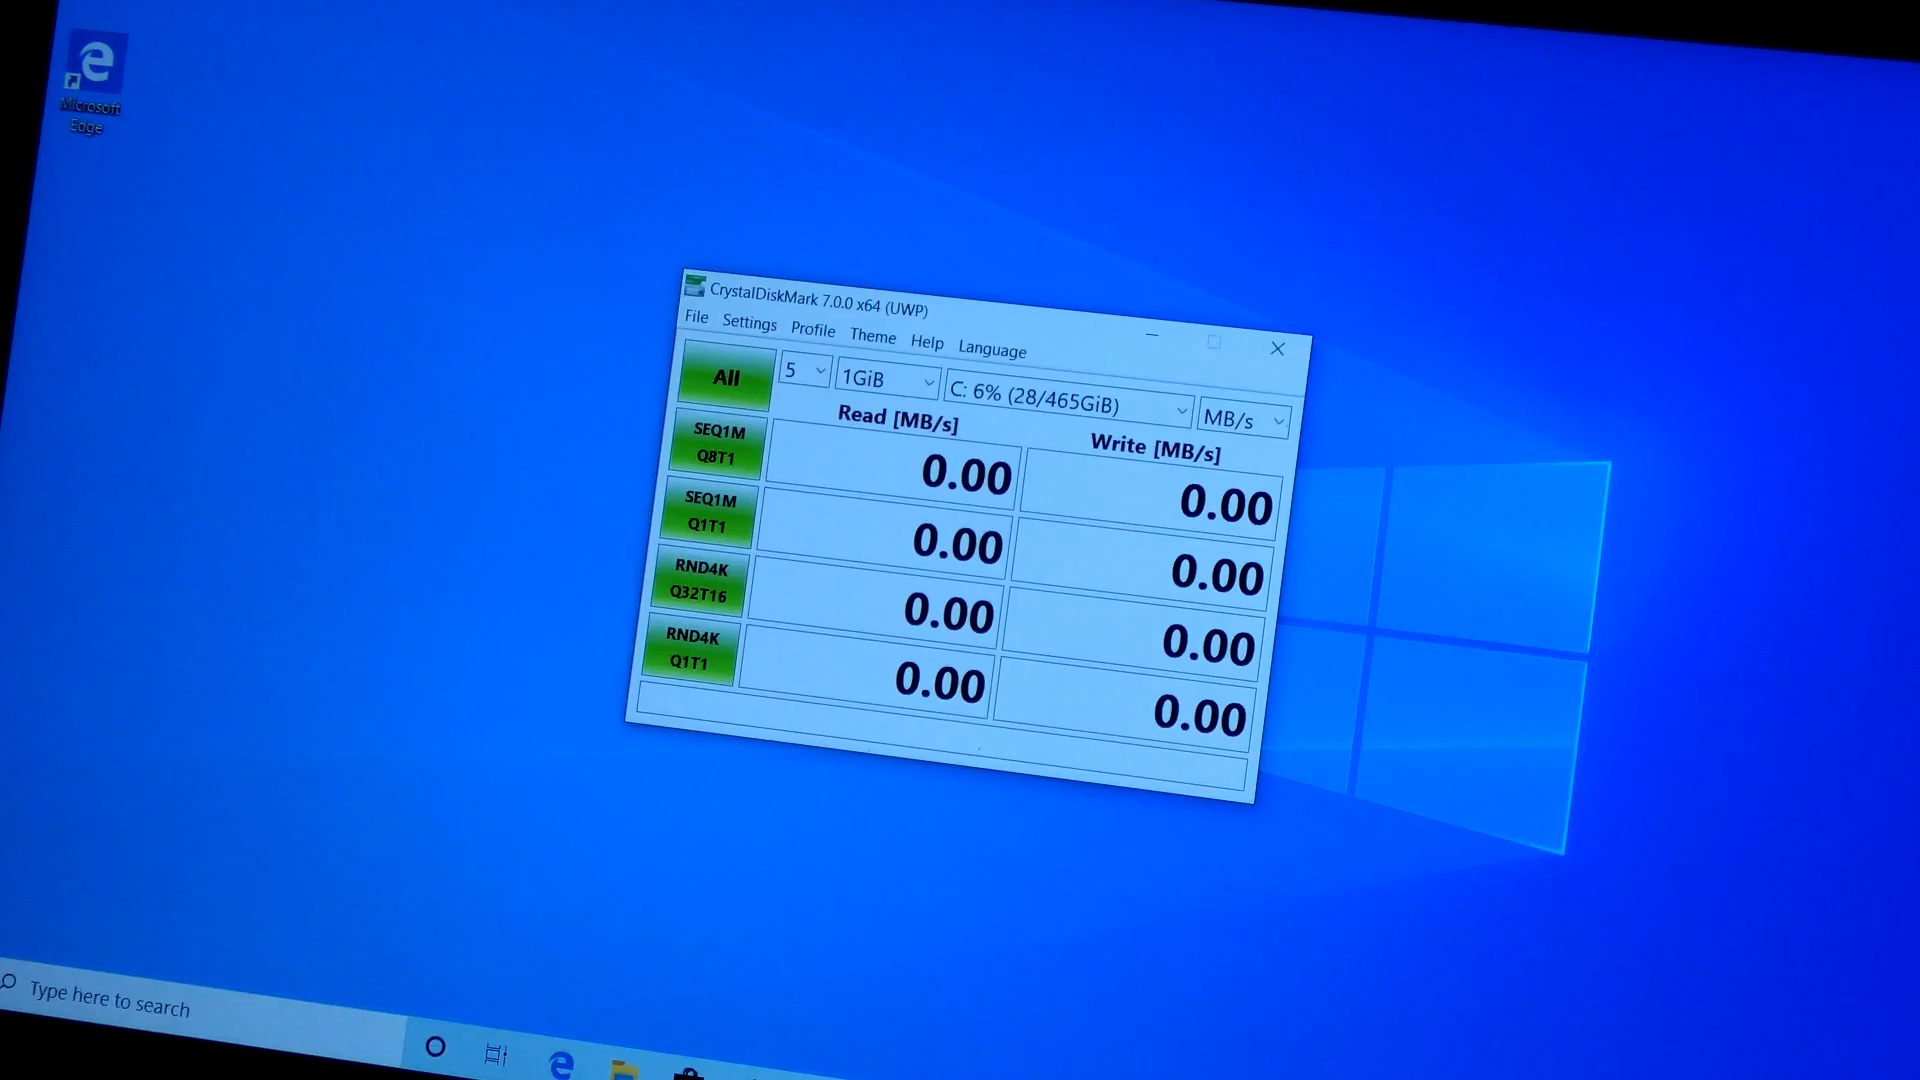 Microsoft
Edge
CrystalDiskMark 7.0.0 x64 (UWP)
File Settings Profile Theme Help Language
All 5 1GiB C: 6% (28/465GiB) MB/s
Read [MB/s] Write [MB/s]
SEQ1M
Q8T1
0.00 0.00
SEQ1M
Q1T1
0.00 0.00
RND4K
Q32T16
0.00 0.00
RND4K
Q1T1
0.00 0.00
Type here to search